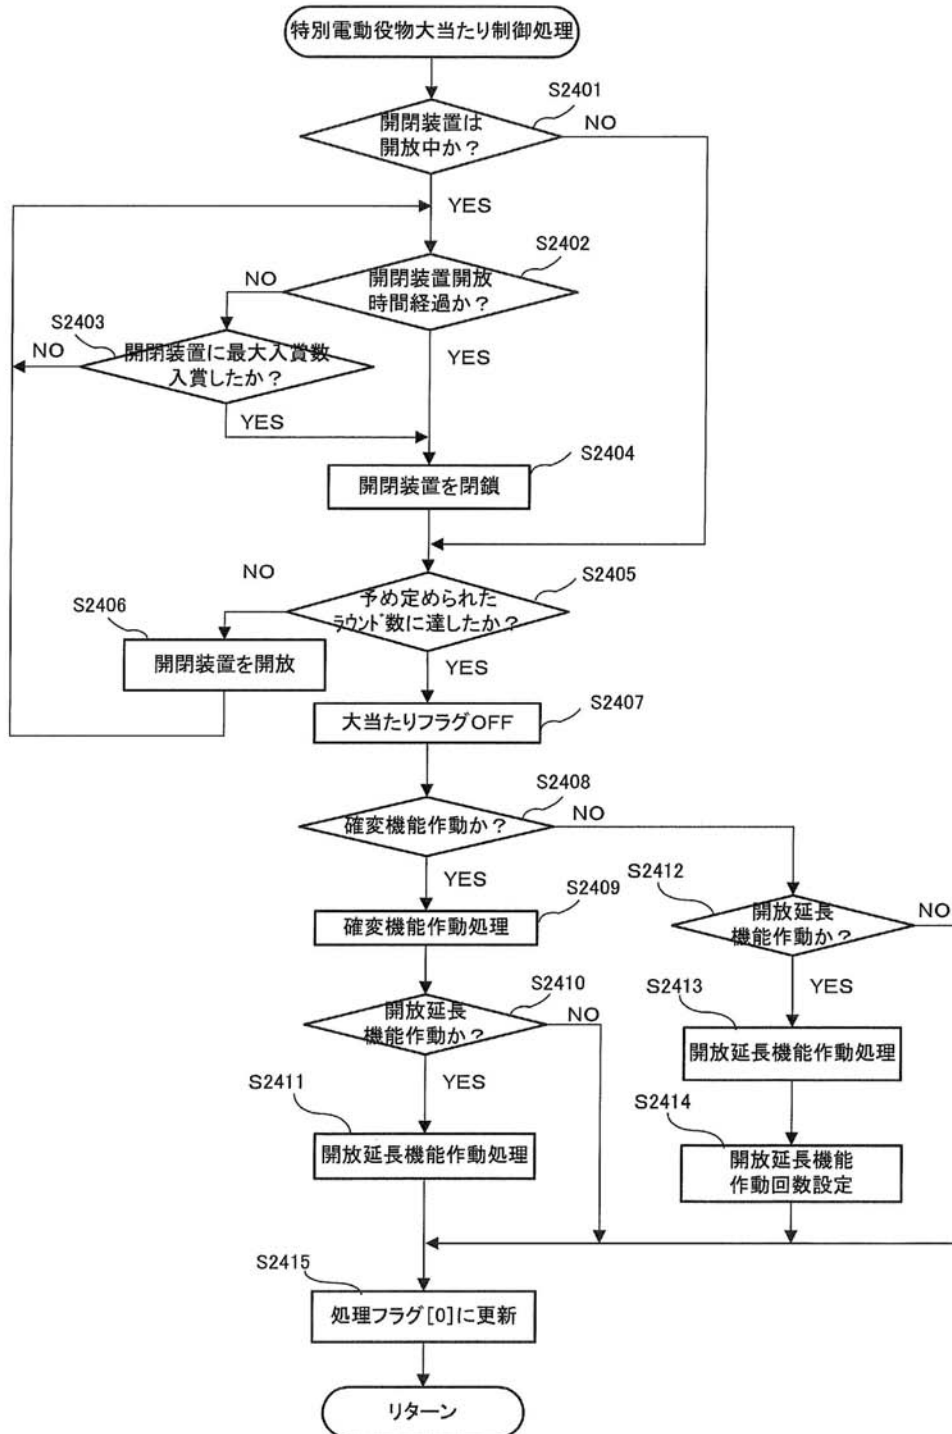 特別電動役物大当たり制御処理
S2401
開閉装置は
開放中か？
NO
YES
S2402
開閉装置開放
時間経過か？
NO
S2403
NO
開閉装置に最大入賞数
入賞したか？
YES
YES
S2404
開閉装置を閉鎖
NO
S2405
予め定められた
ﾗｳﾝﾄﾞ数に達したか？
S2406
開閉装置を開放
YES
S2407
大当たりフラグOFF
S2408
確変機能作動か？
NO
YES
S2409
確変機能作動処理
S2412
開放延長
機能作動か？
NO
YES
S2410
開放延長
機能作動か？
NO
S2413
開放延長機能作動処理
YES
S2411
開放延長機能作動処理
S2414
開放延長機能
作動回数設定
S2415
処理フラグ[0]に更新
リターン